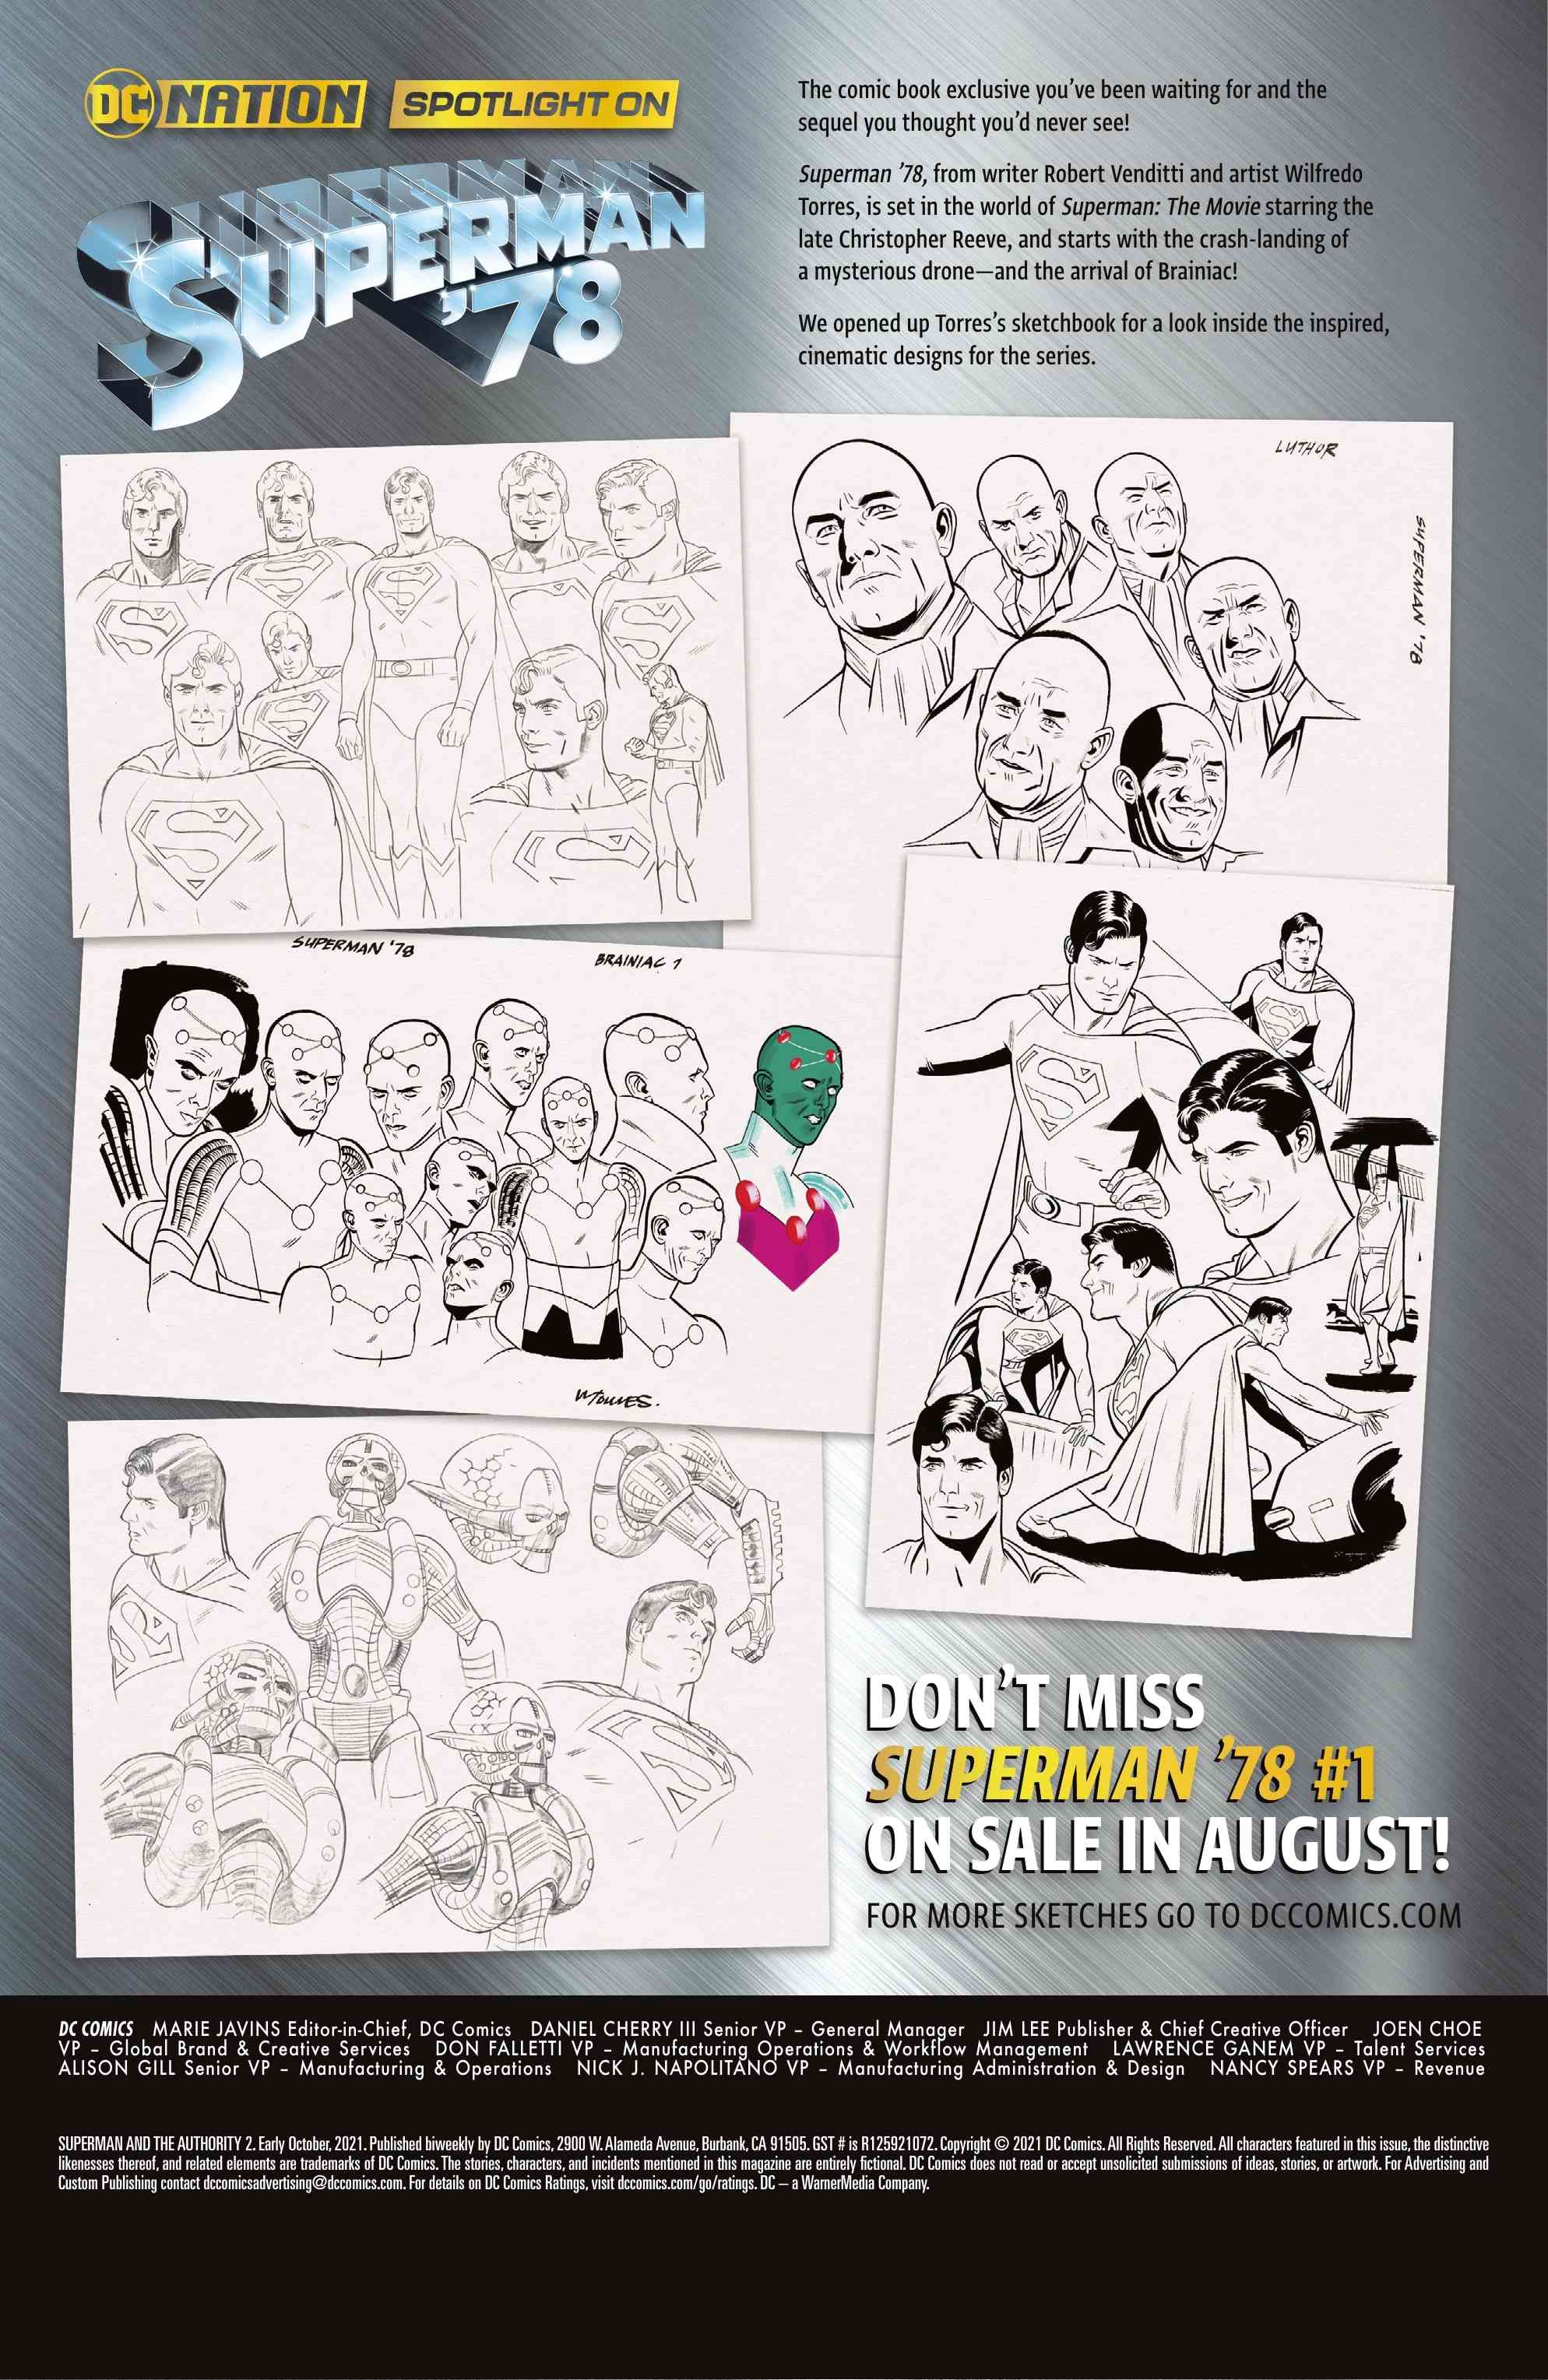 DC NATION SPOTLIGHT ON
SUPERMAN
'78
The comic book exclusive you've been waiting for and the
sequel you thought you'd never see!
Superman '78, from writer Robert Venditti and artist Wilfredo
Torres, is set in the world of Superman: The Movie starring the
late Christopher Reeve, and starts with the crash-landing of
a mysterious drone—and the arrival of Brainiac!
We opened up Torres's sketchbook for a look inside the inspired,
cinematic designs for the series.
LUTHOR
SUPERMAN '78
SUPERMAN '78
BRAINIAC 1
WTORRES.
DON'T MISS
SUPERMAN '78 #1
ON SALE IN AUGUST!
FOR MORE SKETCHES GO TO DCCOMICS.COM
DC COMICS MARIE JAVINS Editor-in-Chief, DC Comics DANIEL CHERRY III Senior VP – General Manager JIM LEE Publisher & Chief Creative Officer JOEN CHOE
VP – Global Brand & Creative Services DON FALLETTI VP – Manufacturing Operations & Workflow Management LAWRENCE GANEM VP – Talent Services
ALISON GILL Senior VP – Manufacturing & Operations NICK J. NAPOLITANO VP – Manufacturing Administration & Design NANCY SPEARS VP – Revenue
SUPERMAN AND THE AUTHORITY 2. Early October, 2021. Published biweekly by DC Comics, 2900 W. Alameda Avenue, Burbank, CA 91505. GST # is R125921072. Copyright © 2021 DC Comics. All Rights Reserved. All characters featured in this issue, the distinctive
likenesses thereof, and related elements are trademarks of DC Comics. The stories, characters, and incidents mentioned in this magazine are entirely fictional. DC Comics does not read or accept unsolicited submissions of ideas, stories, or artwork. For Advertising and
Custom Publishing contact dccomicsadvertising@dccomics.com. For details on DC Comics Ratings, visit dccomics.com/go/ratings. DC – a WarnerMedia Company.